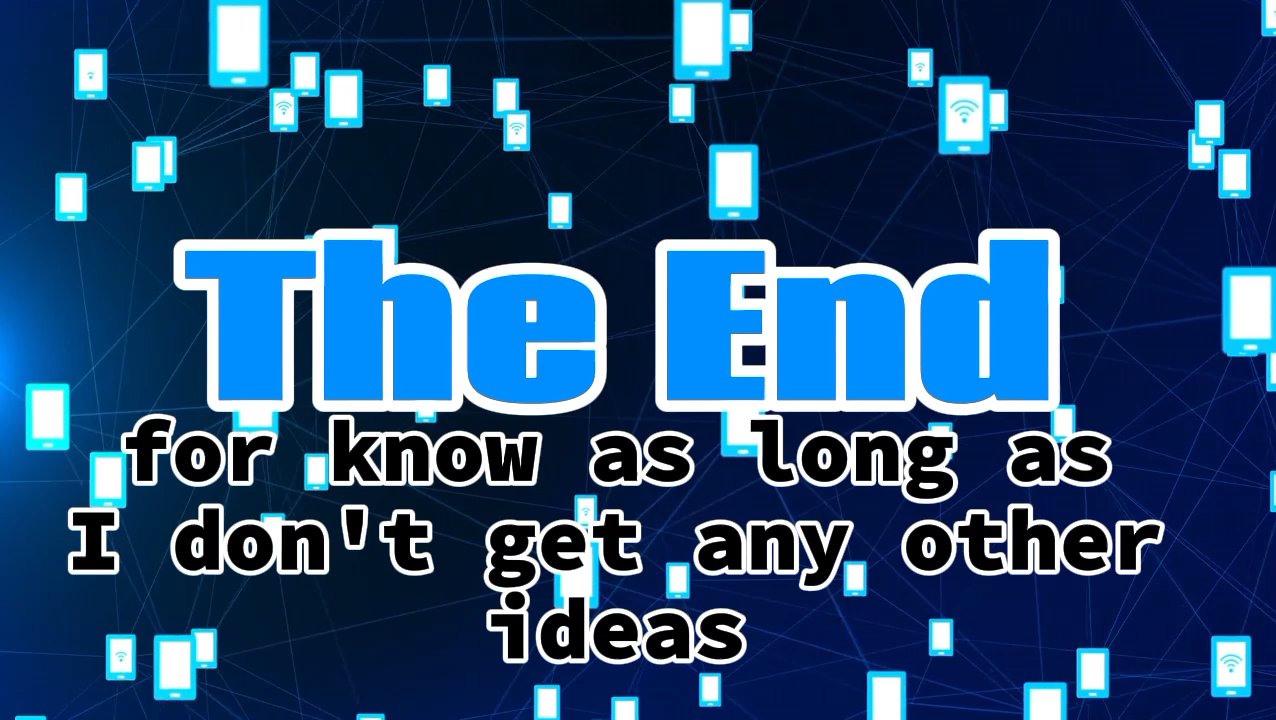 The End
for know as long as
I don't get any other
ideas